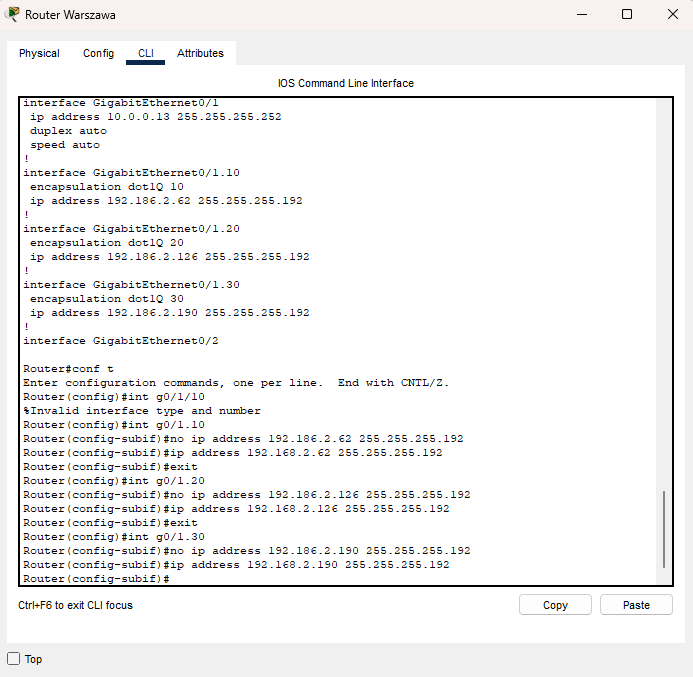 Router Warszawa
Physical Config CLI Attributes
IOS Command Line Interface
interface GigabitEthernet0/1
 ip address 10.0.0.13 255.255.255.252
 duplex auto
 speed auto
!
interface GigabitEthernet0/1.10
 encapsulation dot1Q 10
 ip address 192.186.2.62 255.255.255.192
!
interface GigabitEthernet0/1.20
 encapsulation dot1Q 20
 ip address 192.186.2.126 255.255.255.192
!
interface GigabitEthernet0/1.30
 encapsulation dot1Q 30
 ip address 192.186.2.190 255.255.255.192
!
interface GigabitEthernet0/2
Router#conf t
Enter configuration commands, one per line.  End with CNTL/Z.
Router(config)#int g0/1/10
%Invalid interface type and number
Router(config)#int g0/1.10
Router(config-subif)#no ip address 192.186.2.62 255.255.255.192
Router(config-subif)#ip address 192.168.2.62 255.255.255.192
Router(config-subif)#exit
Router(config)#int g0/1.20
Router(config-subif)#no ip address 192.186.2.126 255.255.255.192
Router(config-subif)#ip address 192.168.2.126 255.255.255.192
Router(config-subif)#exit
Router(config)#int g0/1.30
Router(config-subif)#no ip address 192.186.2.190 255.255.255.192
Router(config-subif)#ip address 192.168.2.190 255.255.255.192
Router(config-subif)#
Ctrl+F6 to exit CLI focus
Copy Paste
Top